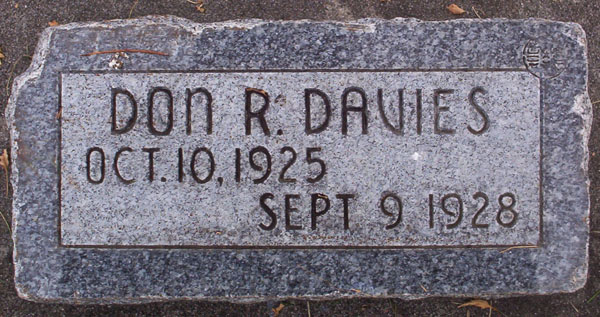 DON R. DAVIES
OCT. 10, 1925
SEPT 9 1928